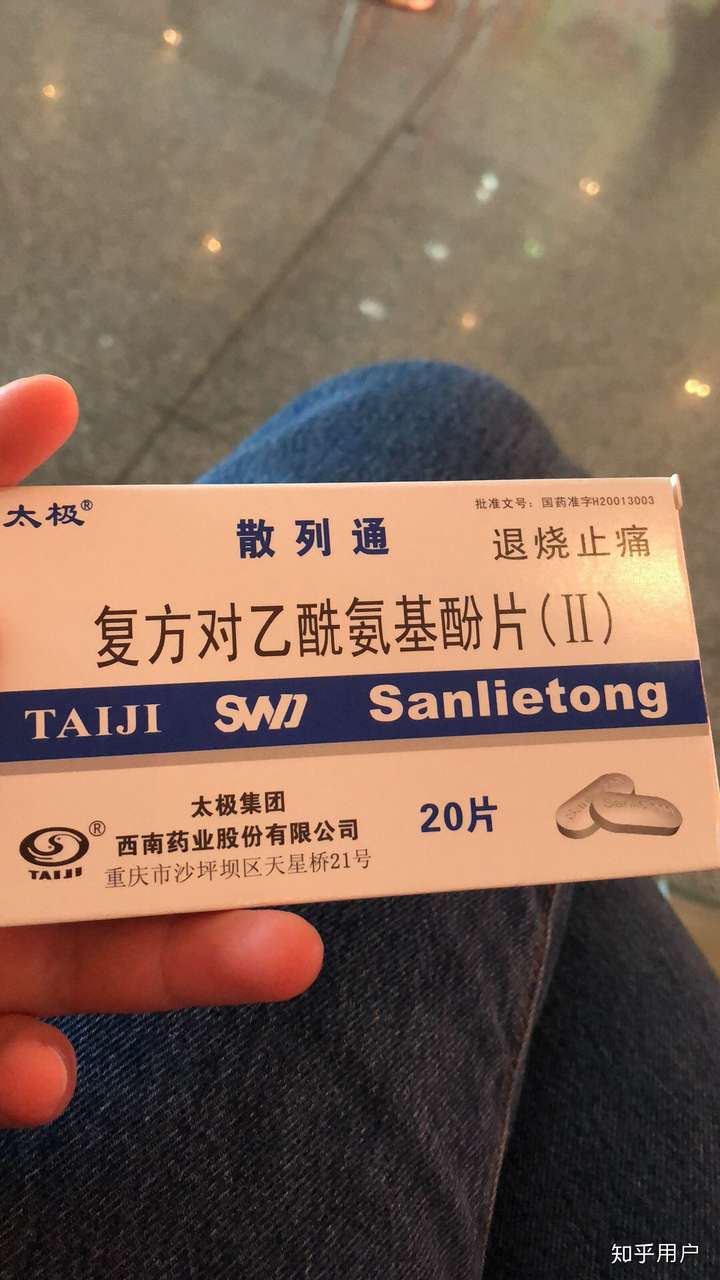 太极®
散列通
批准文号：国药准字H20013003
退烧止痛
复方对乙酰氨基酚片(II)
TAIJI SWP Sanlietong
太极集团
西南药业股份有限公司
重庆市沙坪坝区天星桥21号
20片
®
TAIJI
知乎用户